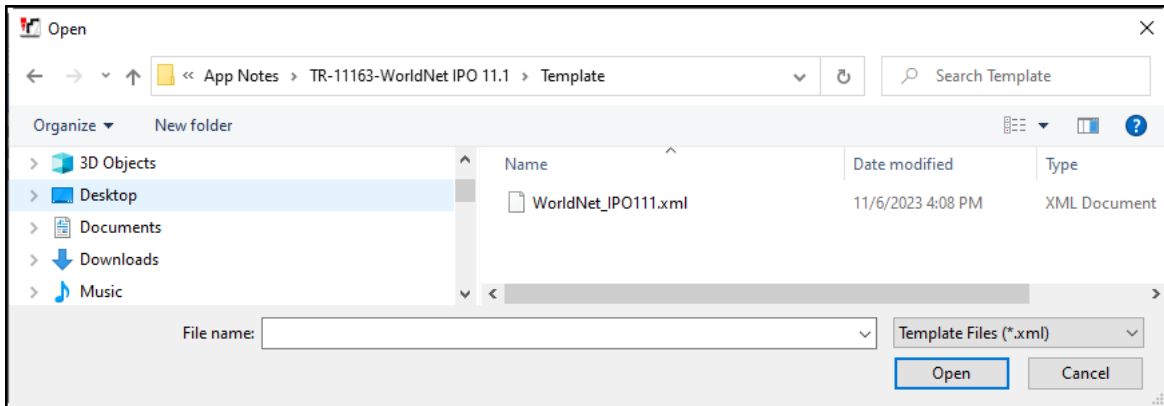 Open
« App Notes > TR-11163-WorldNet IPO 11.1 > Template
Search Template
Organize New folder
3D Objects
Desktop
Documents
Downloads
Music
Name Date modified Type
WorldNet_IPO111.xml 11/6/2023 4:08 PM XML Document
File name: Template Files (*.xml)
Open Cancel